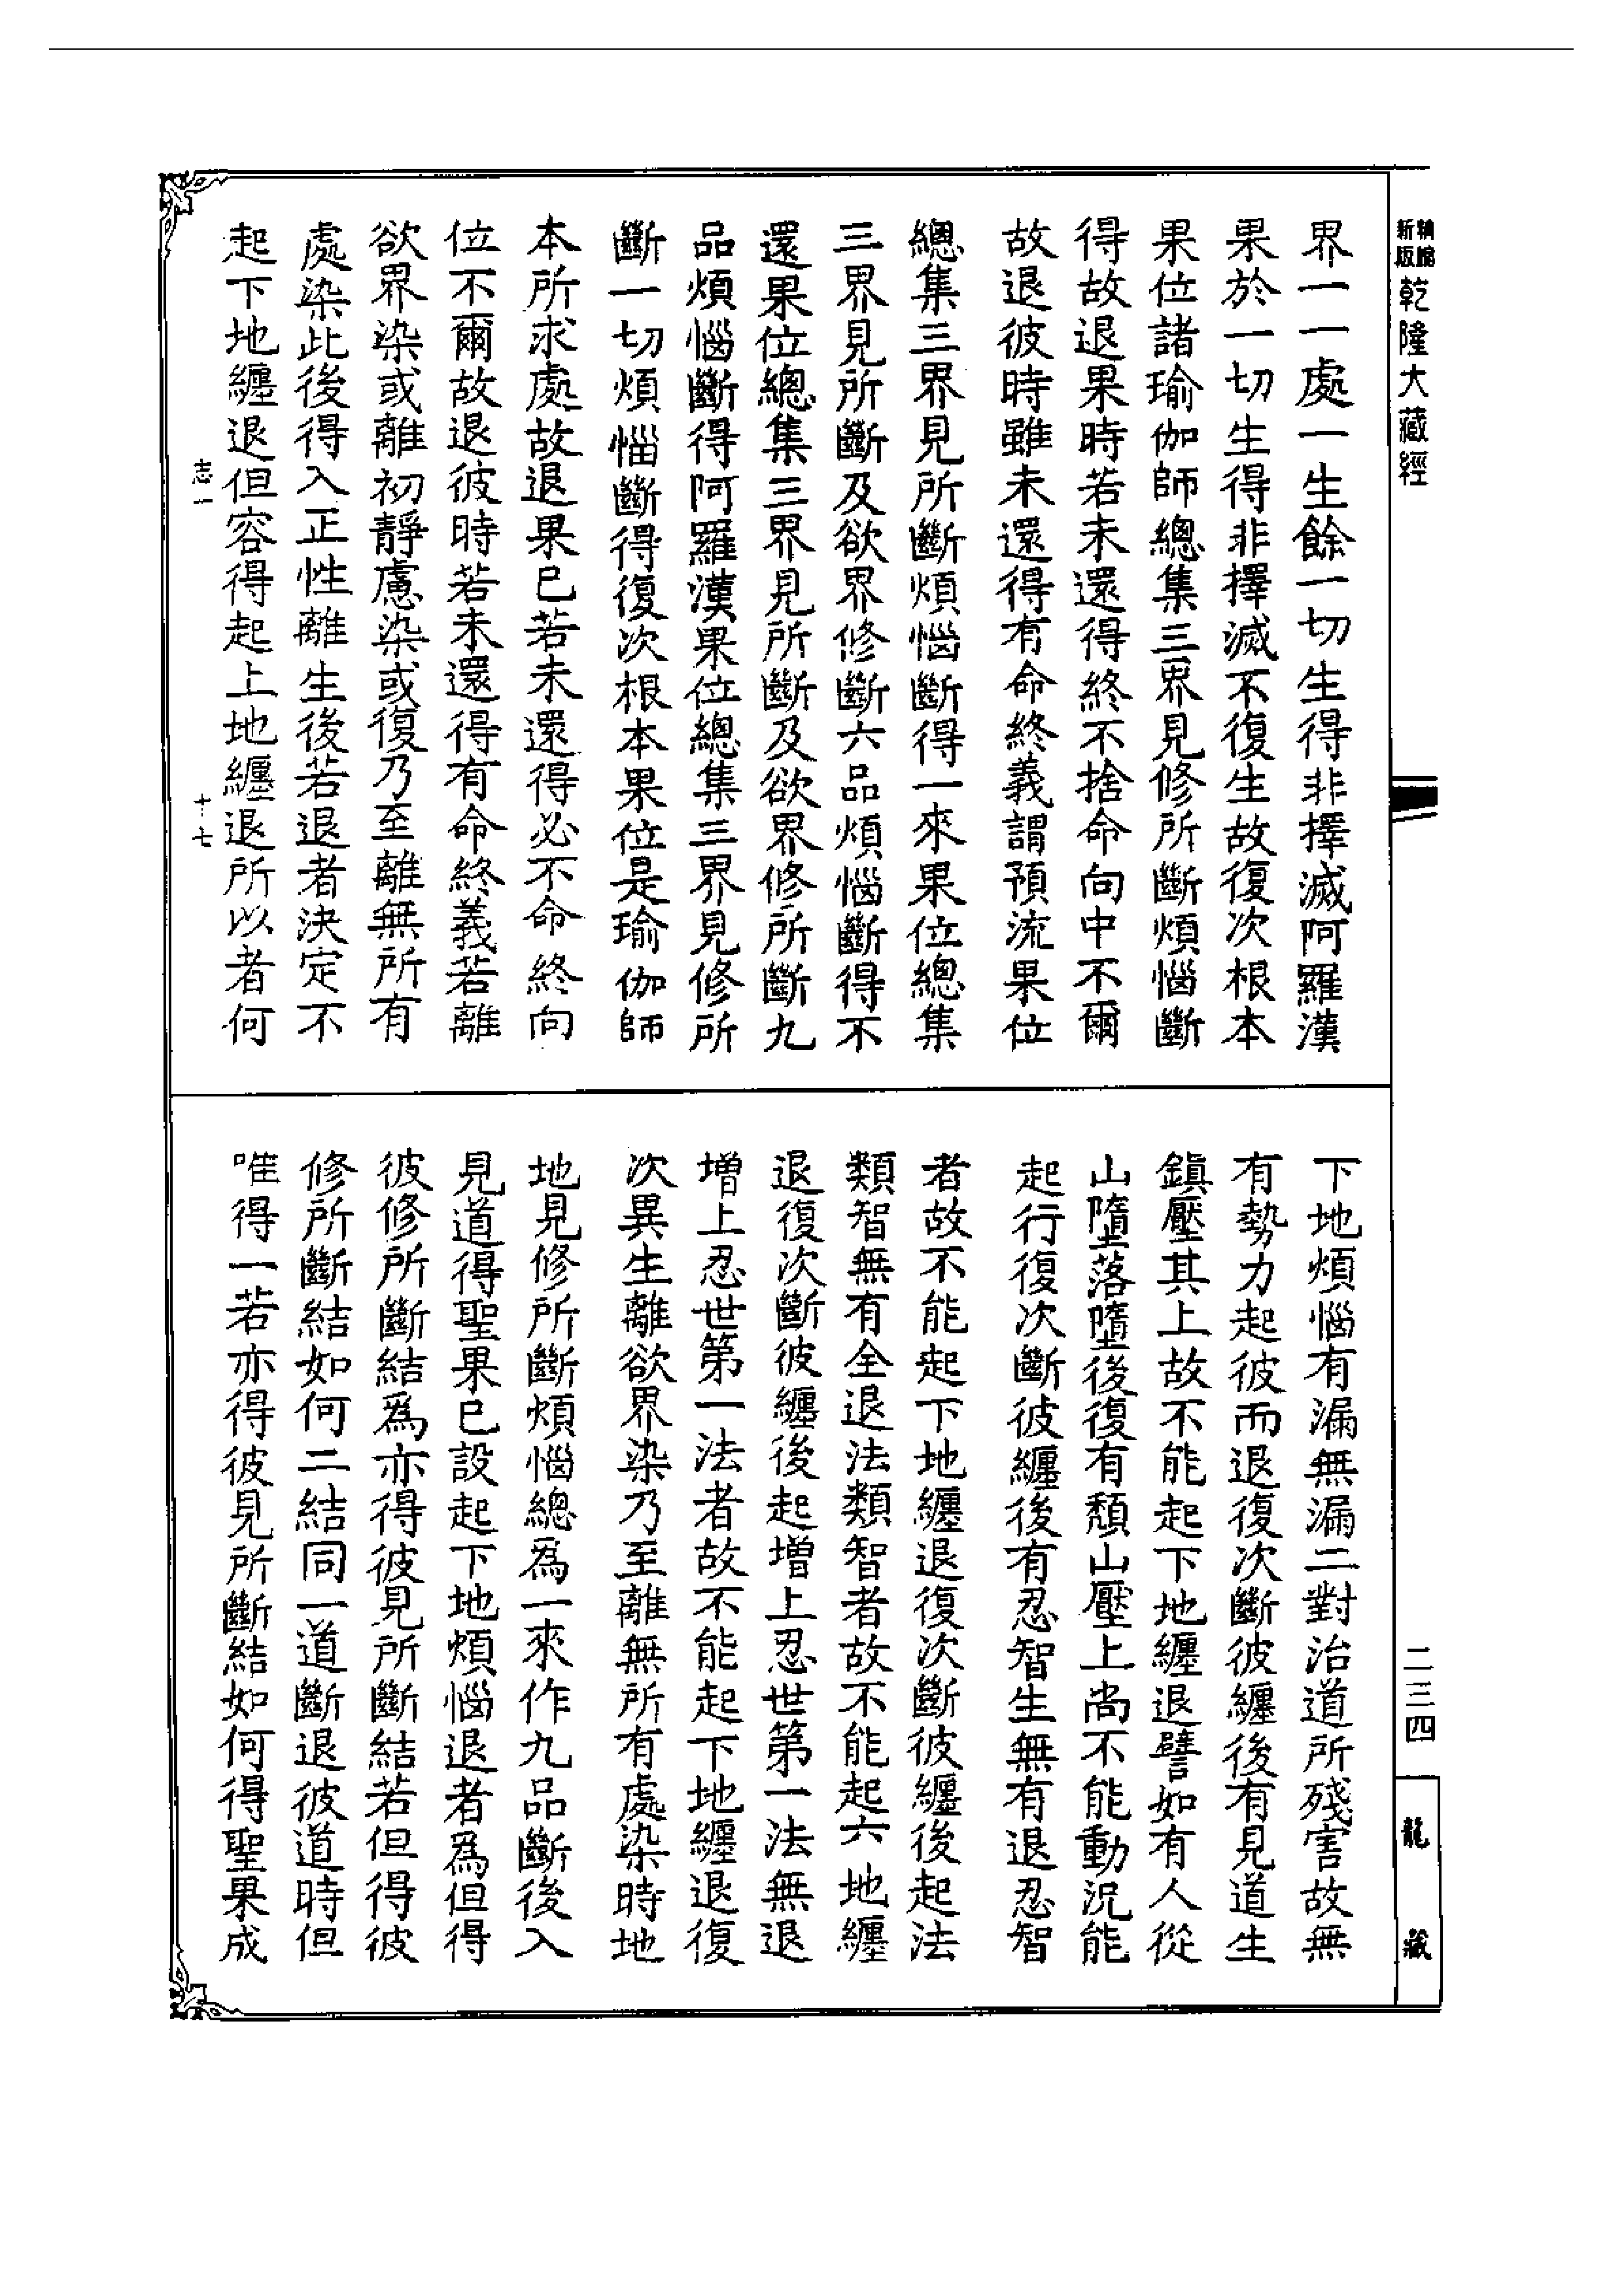 新版
精縮
乾隆大藏經
界一一處一生餘一切生得非擇滅阿羅漢
果於一切生得非擇滅不復生故復次根本
果位諸瑜伽師總集三界見修所斷煩惱斷
得故退果時若未還得終不捨命向中不爾
故退彼時雖未還得有命終義謂預流果位
總集三界見所斷煩惱斷得一來果位總集
三界見所斷及欲界修斷六品煩惱斷得不
還果位總集三界見所斷及欲界修所斷九
品煩惱斷得阿羅漢果位總集三界見修所
斷一切煩惱斷得復次根本果位是瑜伽師
本所求處故退果已若未還得必不命終向
位不爾故退彼時若未還得有命終義若離
欲界染或離初靜慮染或復乃至離無所有
處染此後得入正性離生後若退者決定不
起下地纏退但容得起上地纏退所以者何
志一
十七
下地煩惱有漏無漏二對治道所殘害故無
有勢力起彼而退復次斷彼纏後有見道生
鎮壓其上故不能起下地纏退譬如有人從
山墮落墮後復有頹山壓上尚不能動況能
起行復次斷彼纏後有忍智生無有退忍智
者故不能起下地纏退復次斷彼纏後起法
類智無有全退法類智者故不能起六地纏
退復次斷彼纏後起增上忍世第一法無退
增上忍世第一法者故不能起下地纏退復
次異生離欲界染乃至離無所有處染時地
地見修所斷煩惱總為一來作九品斷後入
見道得聖果已設起下地煩惱退者為但得
彼修所斷結為亦得彼見所斷結若但得彼
修所斷結如何二結同一道斷退彼道時但
唯得一若亦得彼見所斷結如何得聖果成
二三四
龍藏